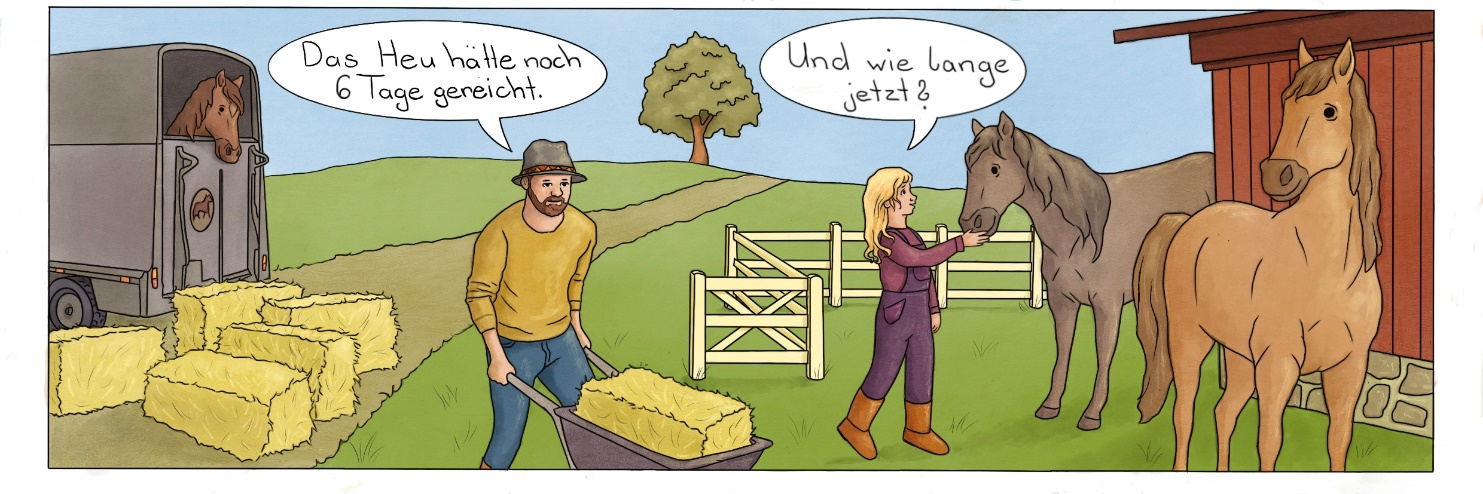 Das Heu hätte noch
6 Tage gereicht.
Und wie lange
jetzt?